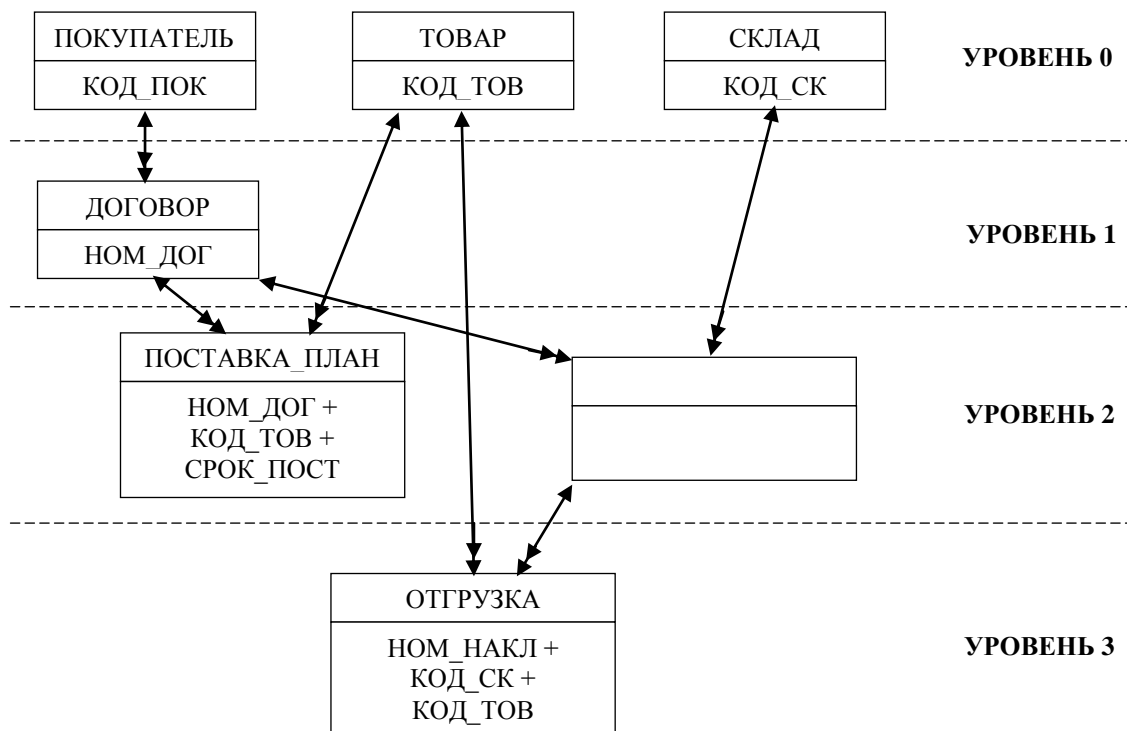 ПОКУПАТЕЛЬ
КОД_ПОК
ТОВАР
КОД_ТОВ
СКЛАД
КОД_СК
УРОВЕНЬ 0
ДОГОВОР
НОМ_ДОГ
УРОВЕНЬ 1
ПОСТАВКА_ПЛАН
НОМ_ДОГ +
КОД_ТОВ +
СРОК_ПОСТ
УРОВЕНЬ 2
ОТГРУЗКА
НОМ_НАКЛ +
КОД_СК +
КОД_ТОВ
УРОВЕНЬ 3